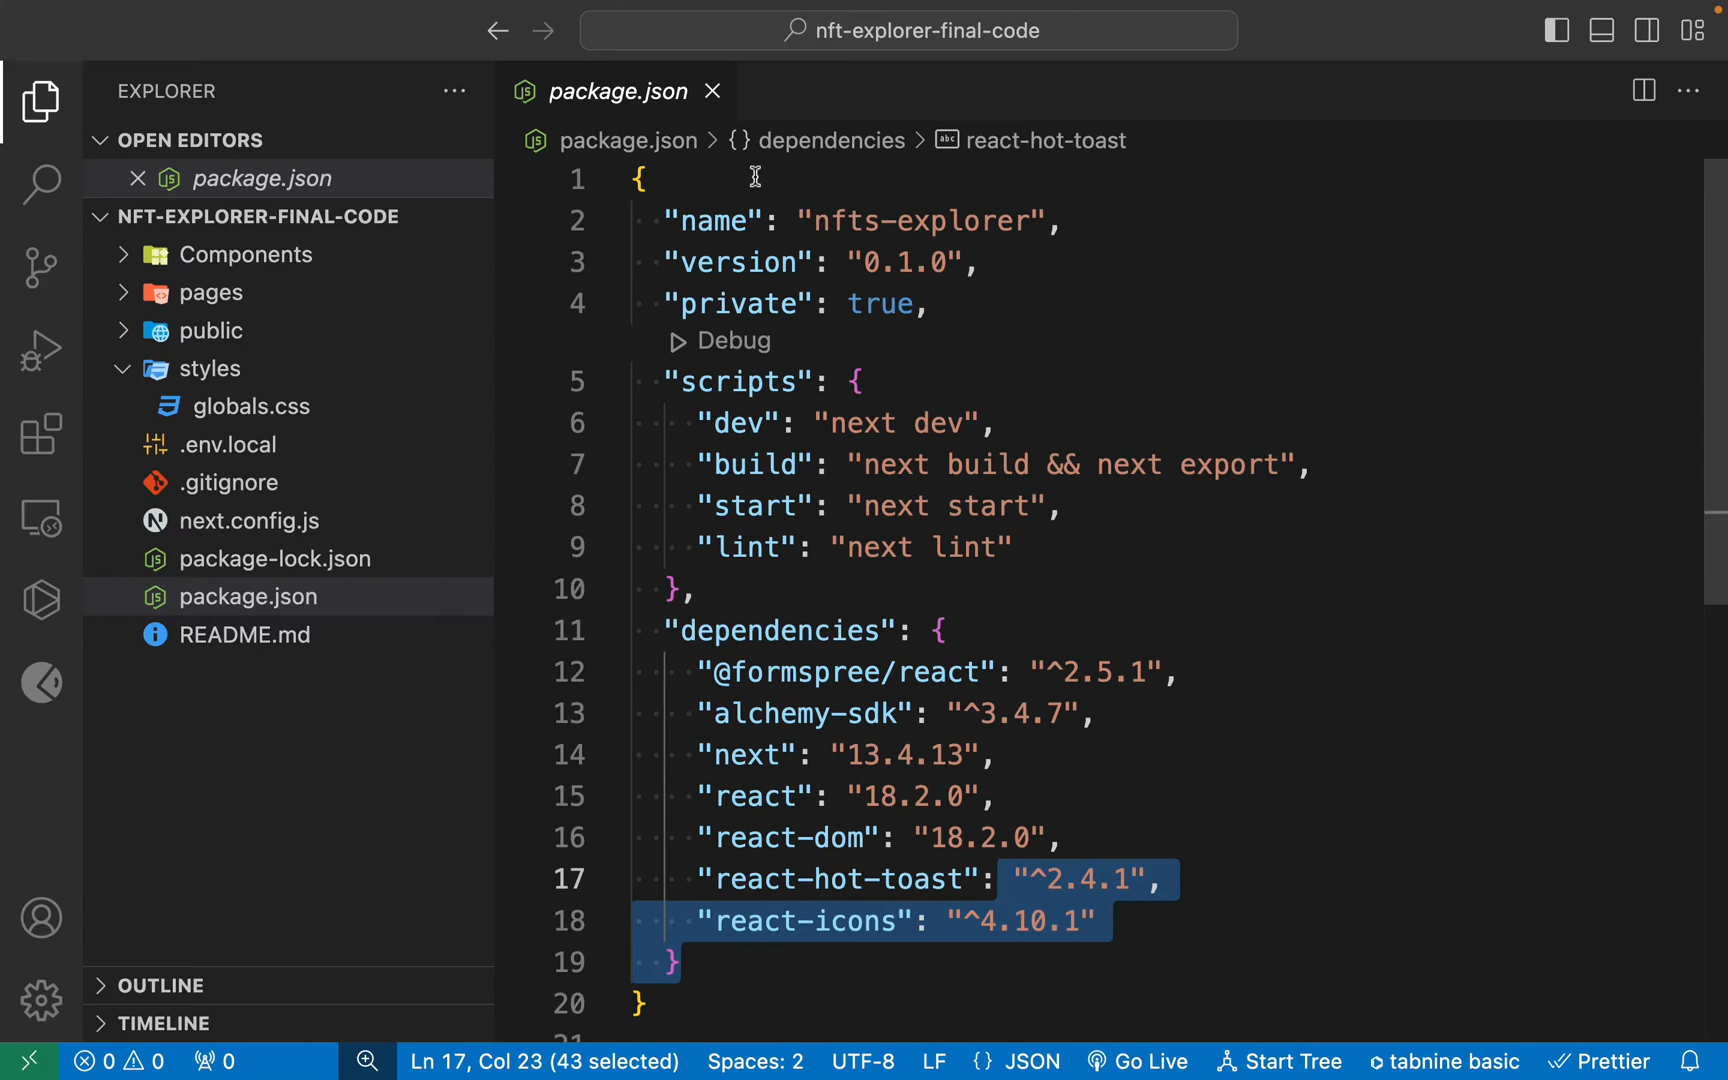 nft-explorer-final-code
EXPLORER
OPEN EDITORS
package.json
NFT-EXPLORER-FINAL-CODE
Components
pages
public
styles
globals.css
.env.local
.gitignore
next.config.js
package-lock.json
package.json
README.md
OUTLINE
TIMELINE
package.json
package.json > {} dependencies > abc react-hot-toast
1 {
2 "name": "nfts-explorer",
3 "version": "0.1.0",
4 "private": true,
Debug
5 "scripts": {
6 "dev": "next dev",
7 "build": "next build && next export",
8 "start": "next start",
9 "lint": "next lint"
10 },
11 "dependencies": {
12 "@formspree/react": "^2.5.1",
13 "alchemy-sdk": "^3.4.7",
14 "next": "13.4.13",
15 "react": "18.2.0",
16 "react-dom": "18.2.0",
17 "react-hot-toast": "^2.4.1",
18 "react-icons": "^4.10.1"
19 }
20 }
0 0 0 Ln 17, Col 23 (43 selected) Spaces: 2 UTF-8 LF {} JSON Go Live Start Tree tabnine basic Prettier